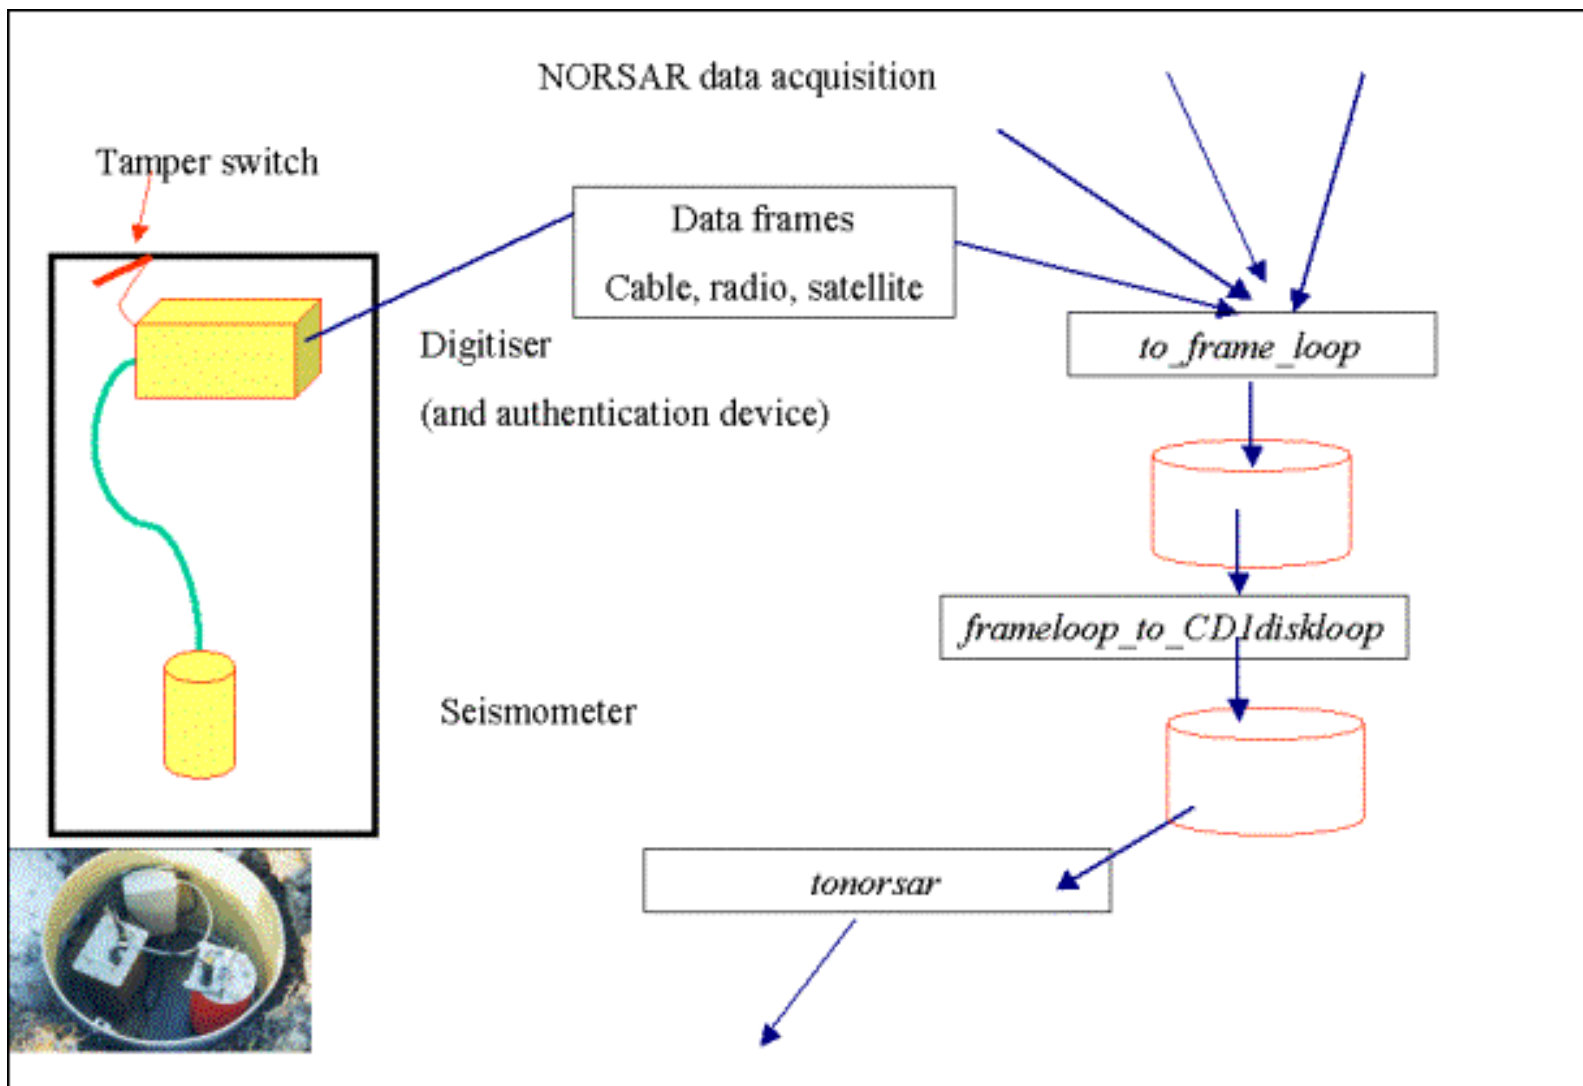 NORSAR data acquisition
Tamper switch
Data frames
Cable, radio, satellite
Digitiser
(and authentication device)
to_frame_loop
frameloop_to_CD1diskloop
Seismometer
tonorsar